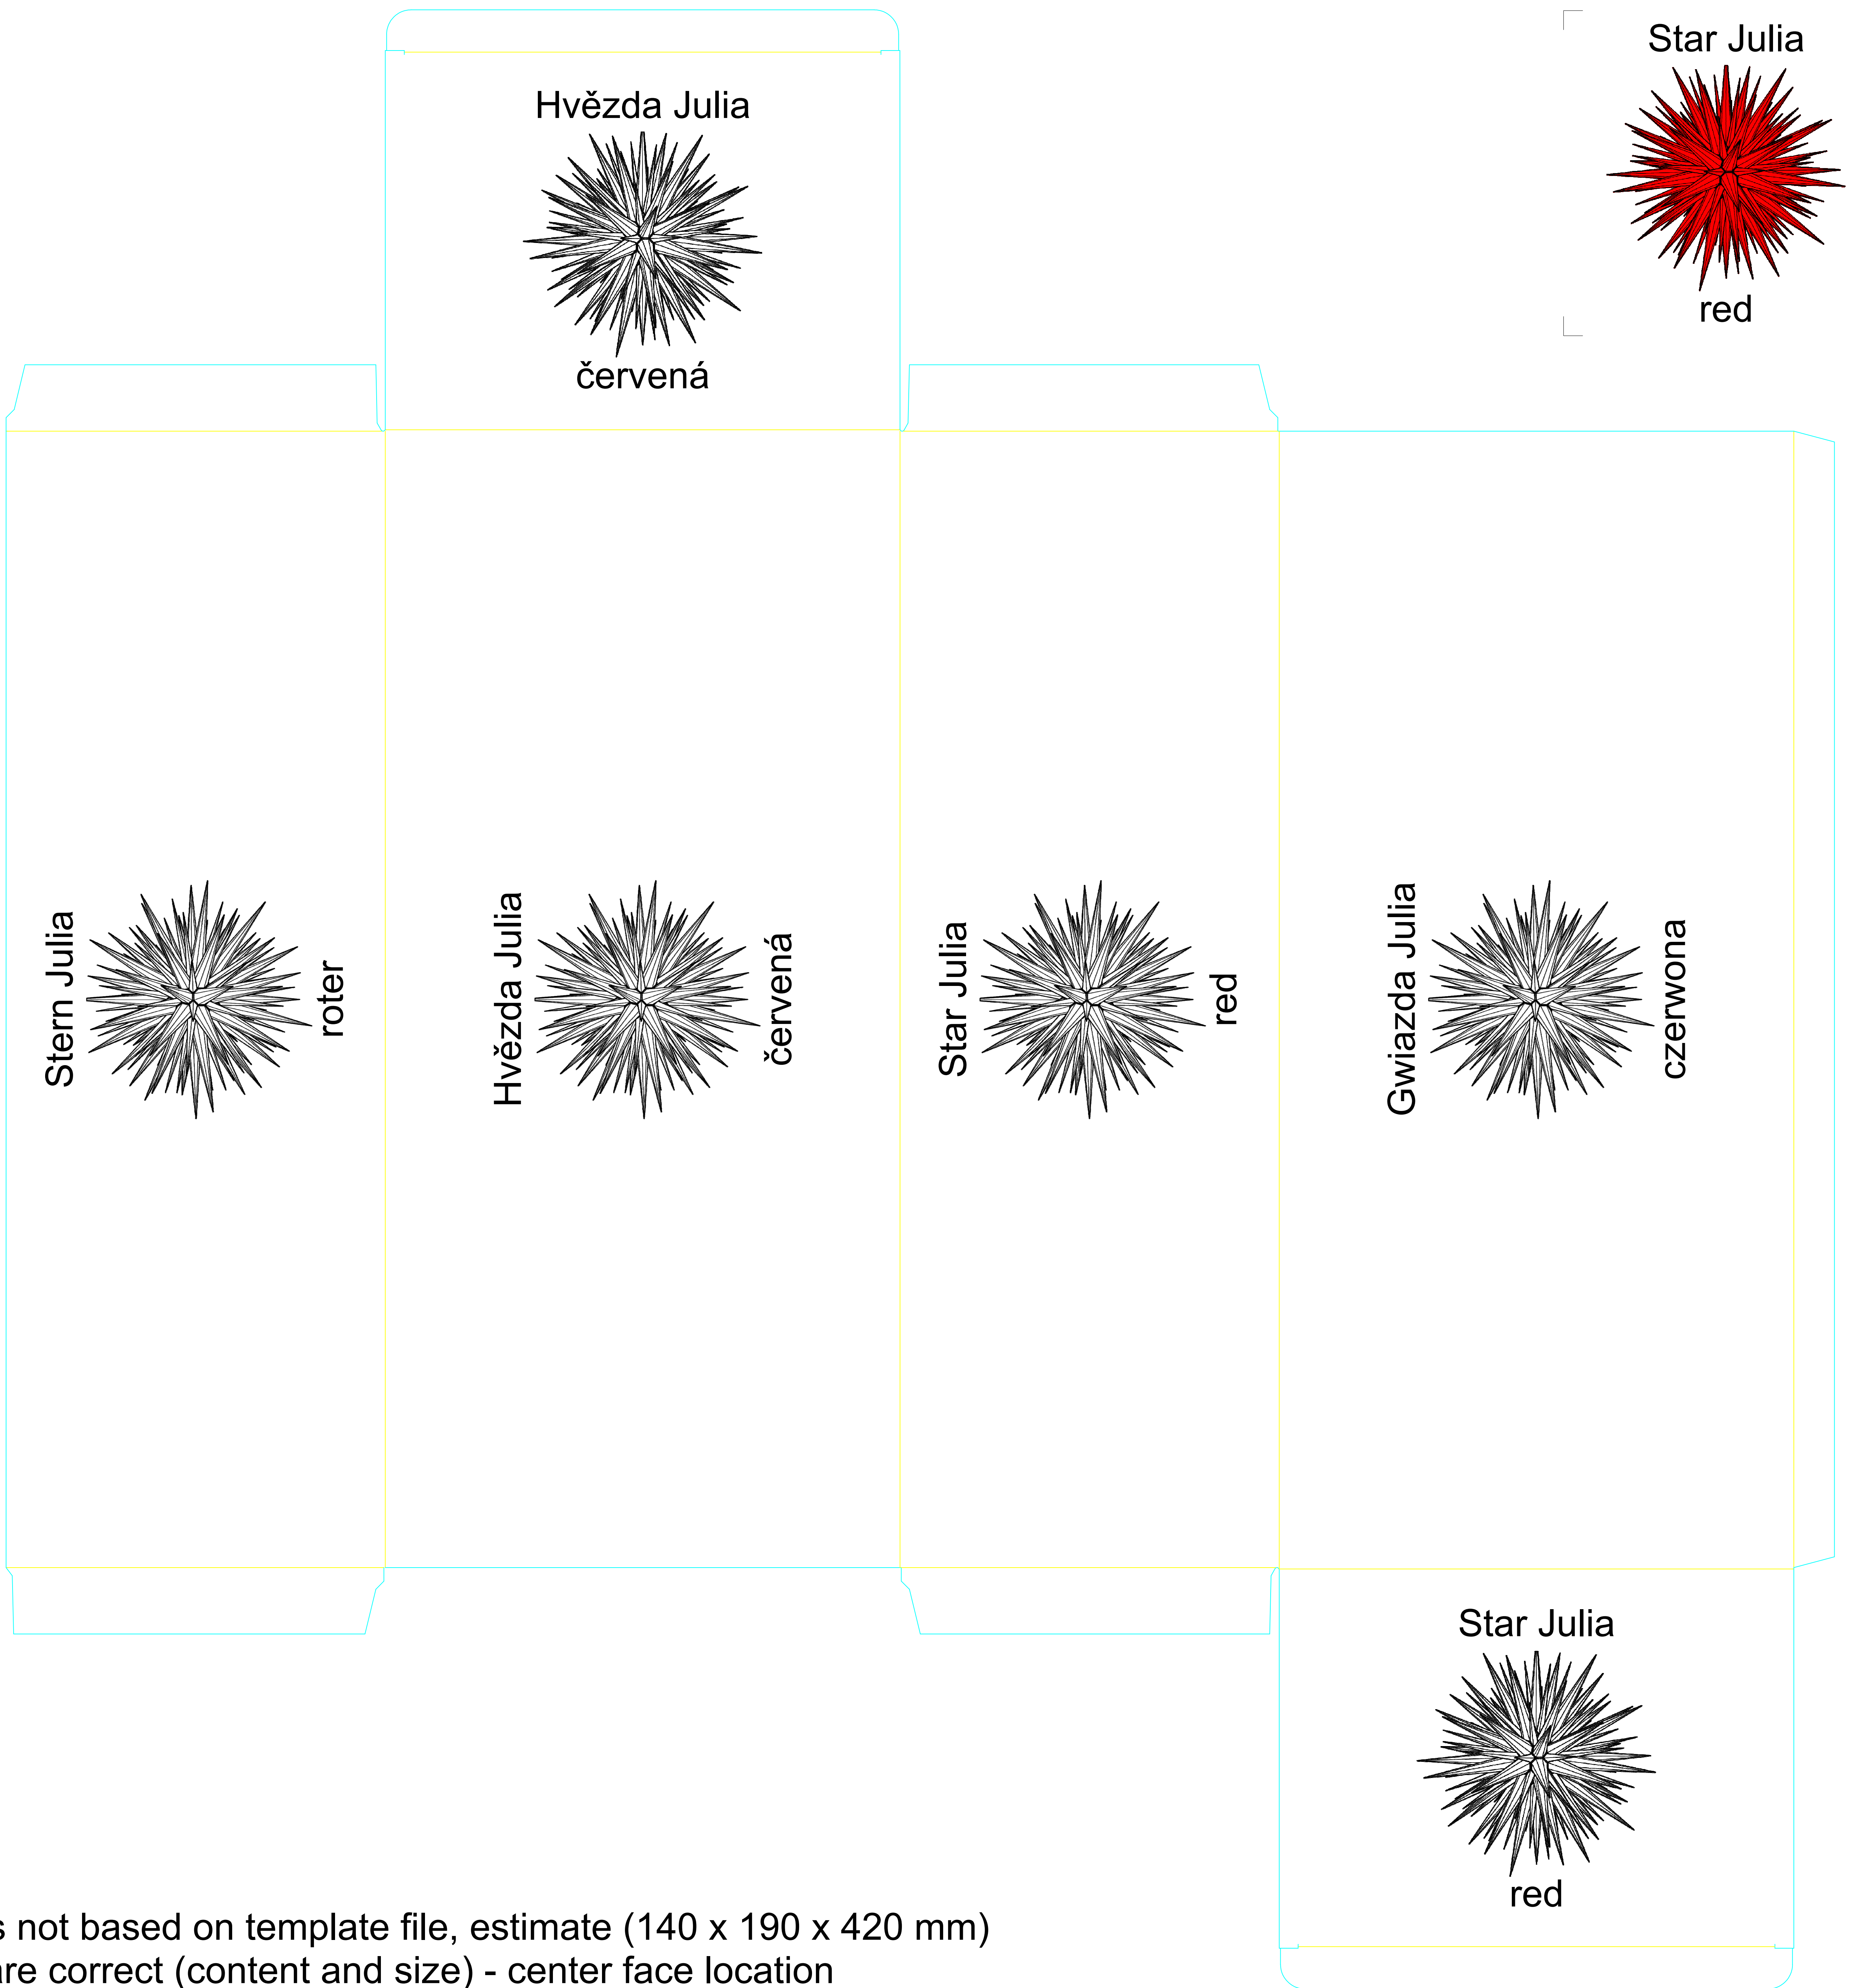 Star Julia
red
Hvězda Julia
červená
Stern Julia
roter
Hvězda Julia
červená
Star Julia
red
Gwiazda Julia
czerwona
Star Julia
red
not based on template file, estimate (140 x 190 x 420 mm)
correct (content and size) - center face location